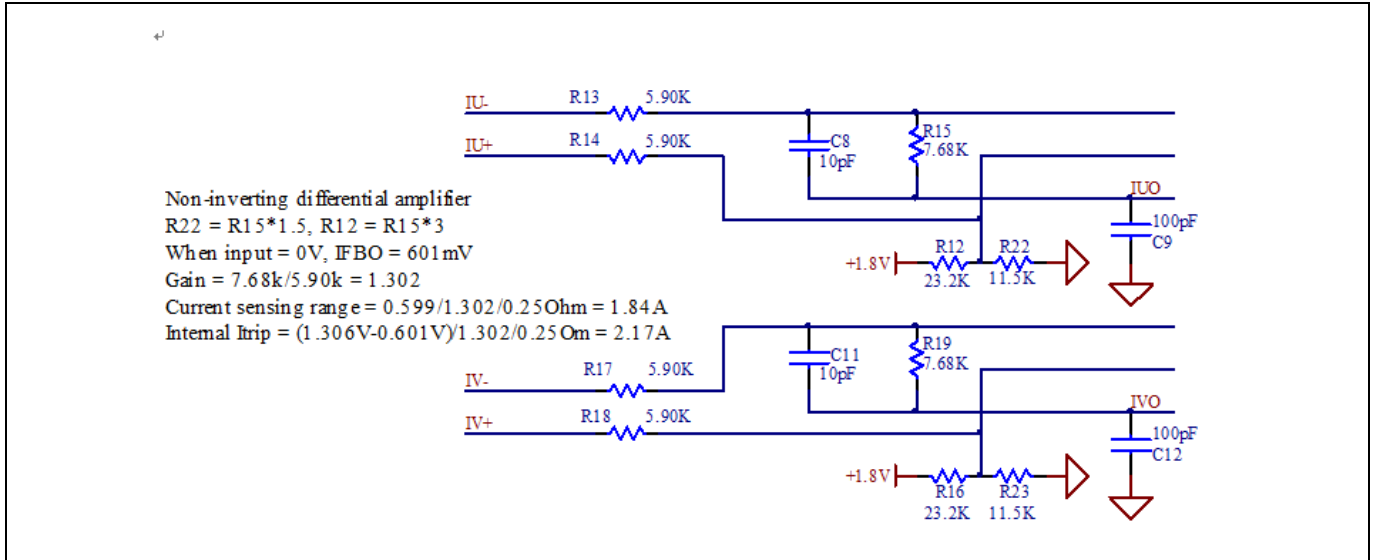 IU-
R13
5.90K
IU+
R14
5.90K
C8
10pF
R15
7.68K
IUO
100pF
C9
+1.8V
R12
23.2K
R22
11.5K
Non-inverting differential amplifier
R22 = R15*1.5, R12 = R15*3
When input = 0V, IFBO = 601mV
Gain = 7.68k/5.90k = 1.302
Current sensing range = 0.599/1.302/0.25Ohm = 1.84A
Internal Itrip = (1.306V-0.601V)/1.302/0.25Om = 2.17A
IV-
R17
5.90K
IV+
R18
5.90K
C11
10pF
R19
7.68K
IVO
100pF
C12
+1.8V
R16
23.2K
R23
11.5K